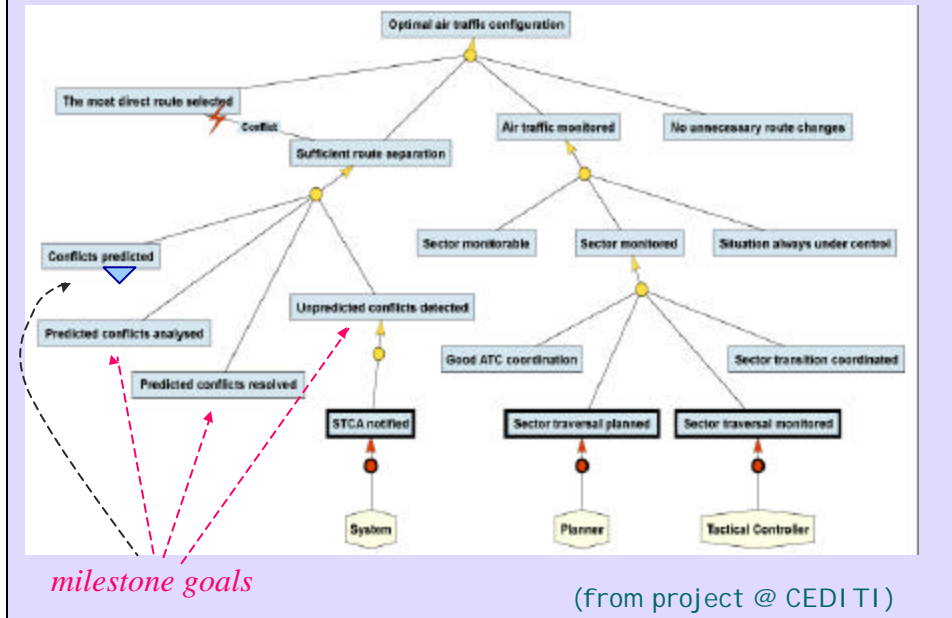 Optimal air traffic configuration
The most direct route selected
Conflict
Sufficient route separation
Air traffic monitored
No unnecessary route changes
Conflicts predicted
Sector monitorable
Sector monitored
Situation always under control
Unpredicted conflicts detected
Predicted conflicts analysed
Predicted conflicts resolved
Good ATC coordination
Sector transition coordinated
STCA notified
Sector traversal planned
Sector traversal monitored
System
Planner
Tactical Controller
milestone goals
(from project @ CEDITI)